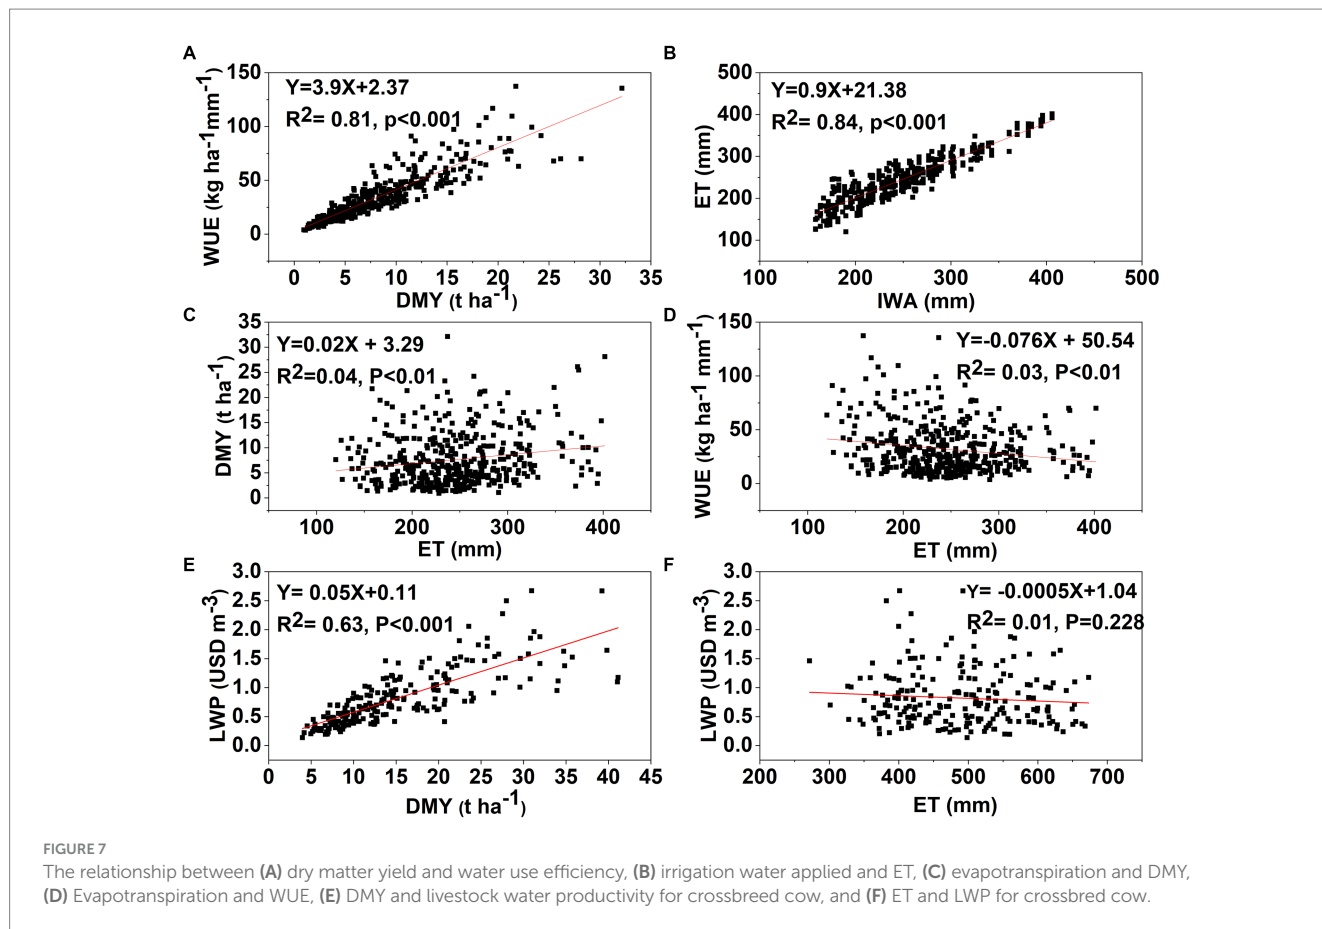 A
Y=3.9X+2.37
R2= 0.81, p<0.001
WUE (kg ha-1mm-1)
150
100
50
0
0 5 10 15 20 25 30 35
DMY (t ha-1)
B
Y=0.9X+21.38
R2= 0.84, p<0.001
ET (mm)
500
400
300
200
100
100 200 300 400 500
IWA (mm)
C
Y=0.02X + 3.29
R2=0.04, P<0.01
DMY (t ha-1)
35
30
25
20
15
10
5
0
100 200 300 400
ET (mm)
D
Y=-0.076X + 50.54
R2= 0.03, P<0.01
WUE (kg ha-1 mm-1)
150
100
50
0
100 200 300 400
ET (mm)
E
Y= 0.05X+0.11
R2= 0.63, P<0.001
LWP (USD m-3)
3.0
2.5
2.0
1.5
1.0
0.5
0.0
0 5 10 15 20 25 30 35 40 45
DMY (t ha-1)
F
Y= -0.0005X+1.04
R2= 0.01, P=0.228
LWP (USD m-3)
3.0
2.5
2.0
1.5
1.0
0.5
0.0
200 300 400 500 600 700
ET (mm)
FIGURE 7
The relationship between (A) dry matter yield and water use efficiency, (B) irrigation water applied and ET, (C) evapotranspiration and DMY,
(D) Evapotranspiration and WUE, (E) DMY and livestock water productivity for crossbreed cow, and (F) ET and LWP for crossbred cow.